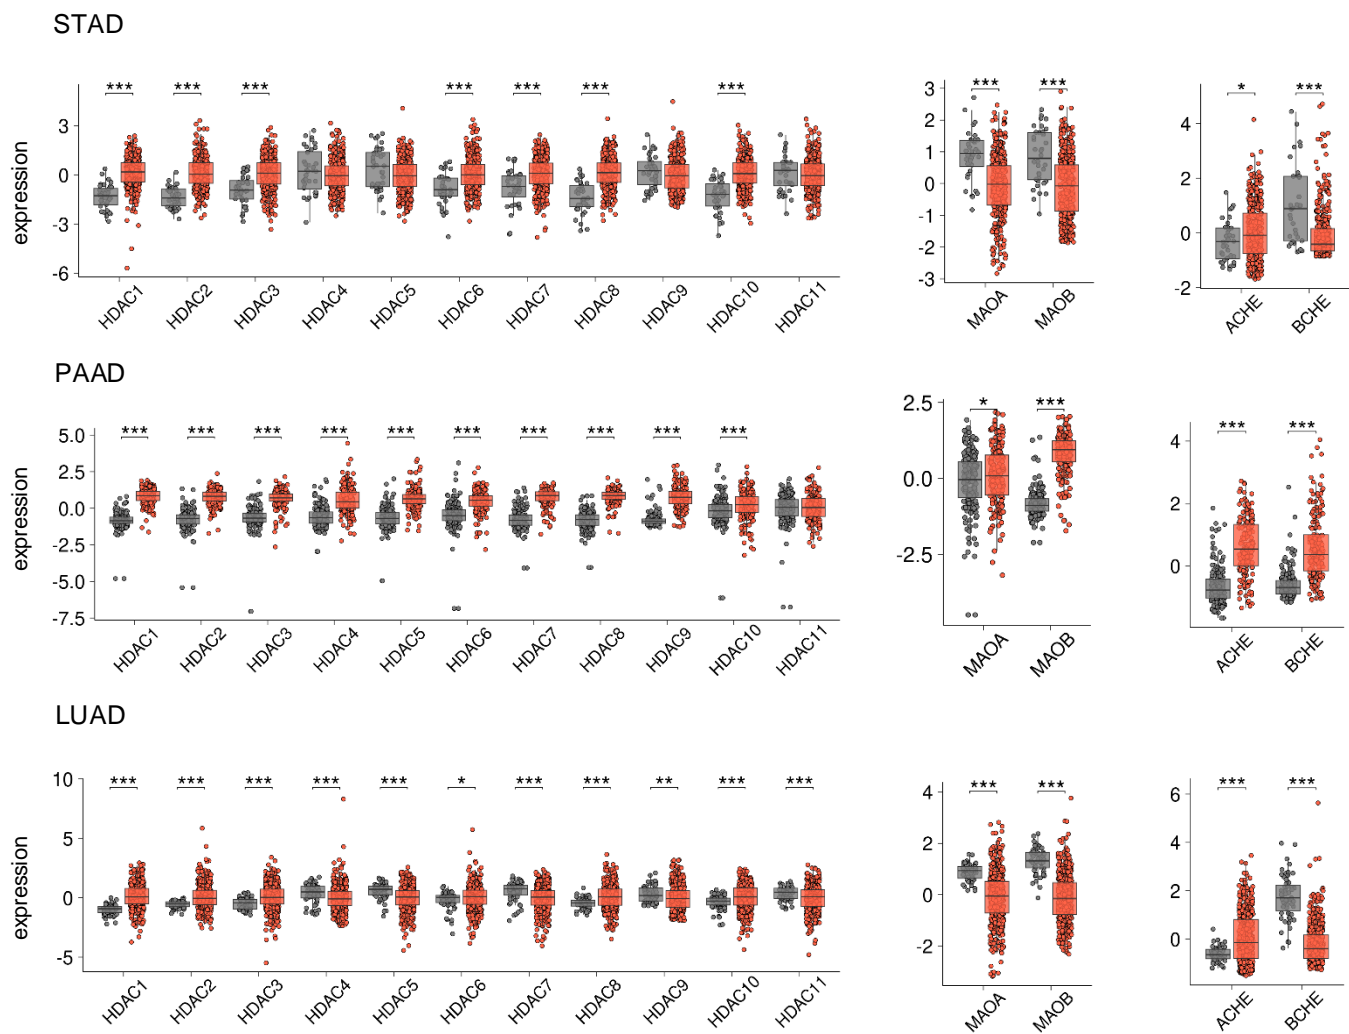 STAD
*** *** *** *** *** *** ***
expression
3
0
-3
-6
HDAC1 HDAC2 HDAC3 HDAC4 HDAC5 HDAC6 HDAC7 HDAC8 HDAC9 HDAC10 HDAC11
*** ***
3
2
1
0
-1
-2
-3
MAOA MAOB
* ***
4
2
0
-2
ACHE BCHE
PAAD
*** *** *** *** *** *** *** *** *** ***
expression
5.0
2.5
0.0
-2.5
-5.0
-7.5
HDAC1 HDAC2 HDAC3 HDAC4 HDAC5 HDAC6 HDAC7 HDAC8 HDAC9 HDAC10 HDAC11
* ***
2.5
0.0
-2.5
MAOA MAOB
*** ***
4
2
0
ACHE BCHE
LUAD
*** *** *** *** *** * *** *** ** *** ***
expression
10
5
0
-5
HDAC1 HDAC2 HDAC3 HDAC4 HDAC5 HDAC6 HDAC7 HDAC8 HDAC9 HDAC10 HDAC11
*** ***
4
2
0
-2
MAOA MAOB
*** ***
6
4
2
0
ACHE BCHE